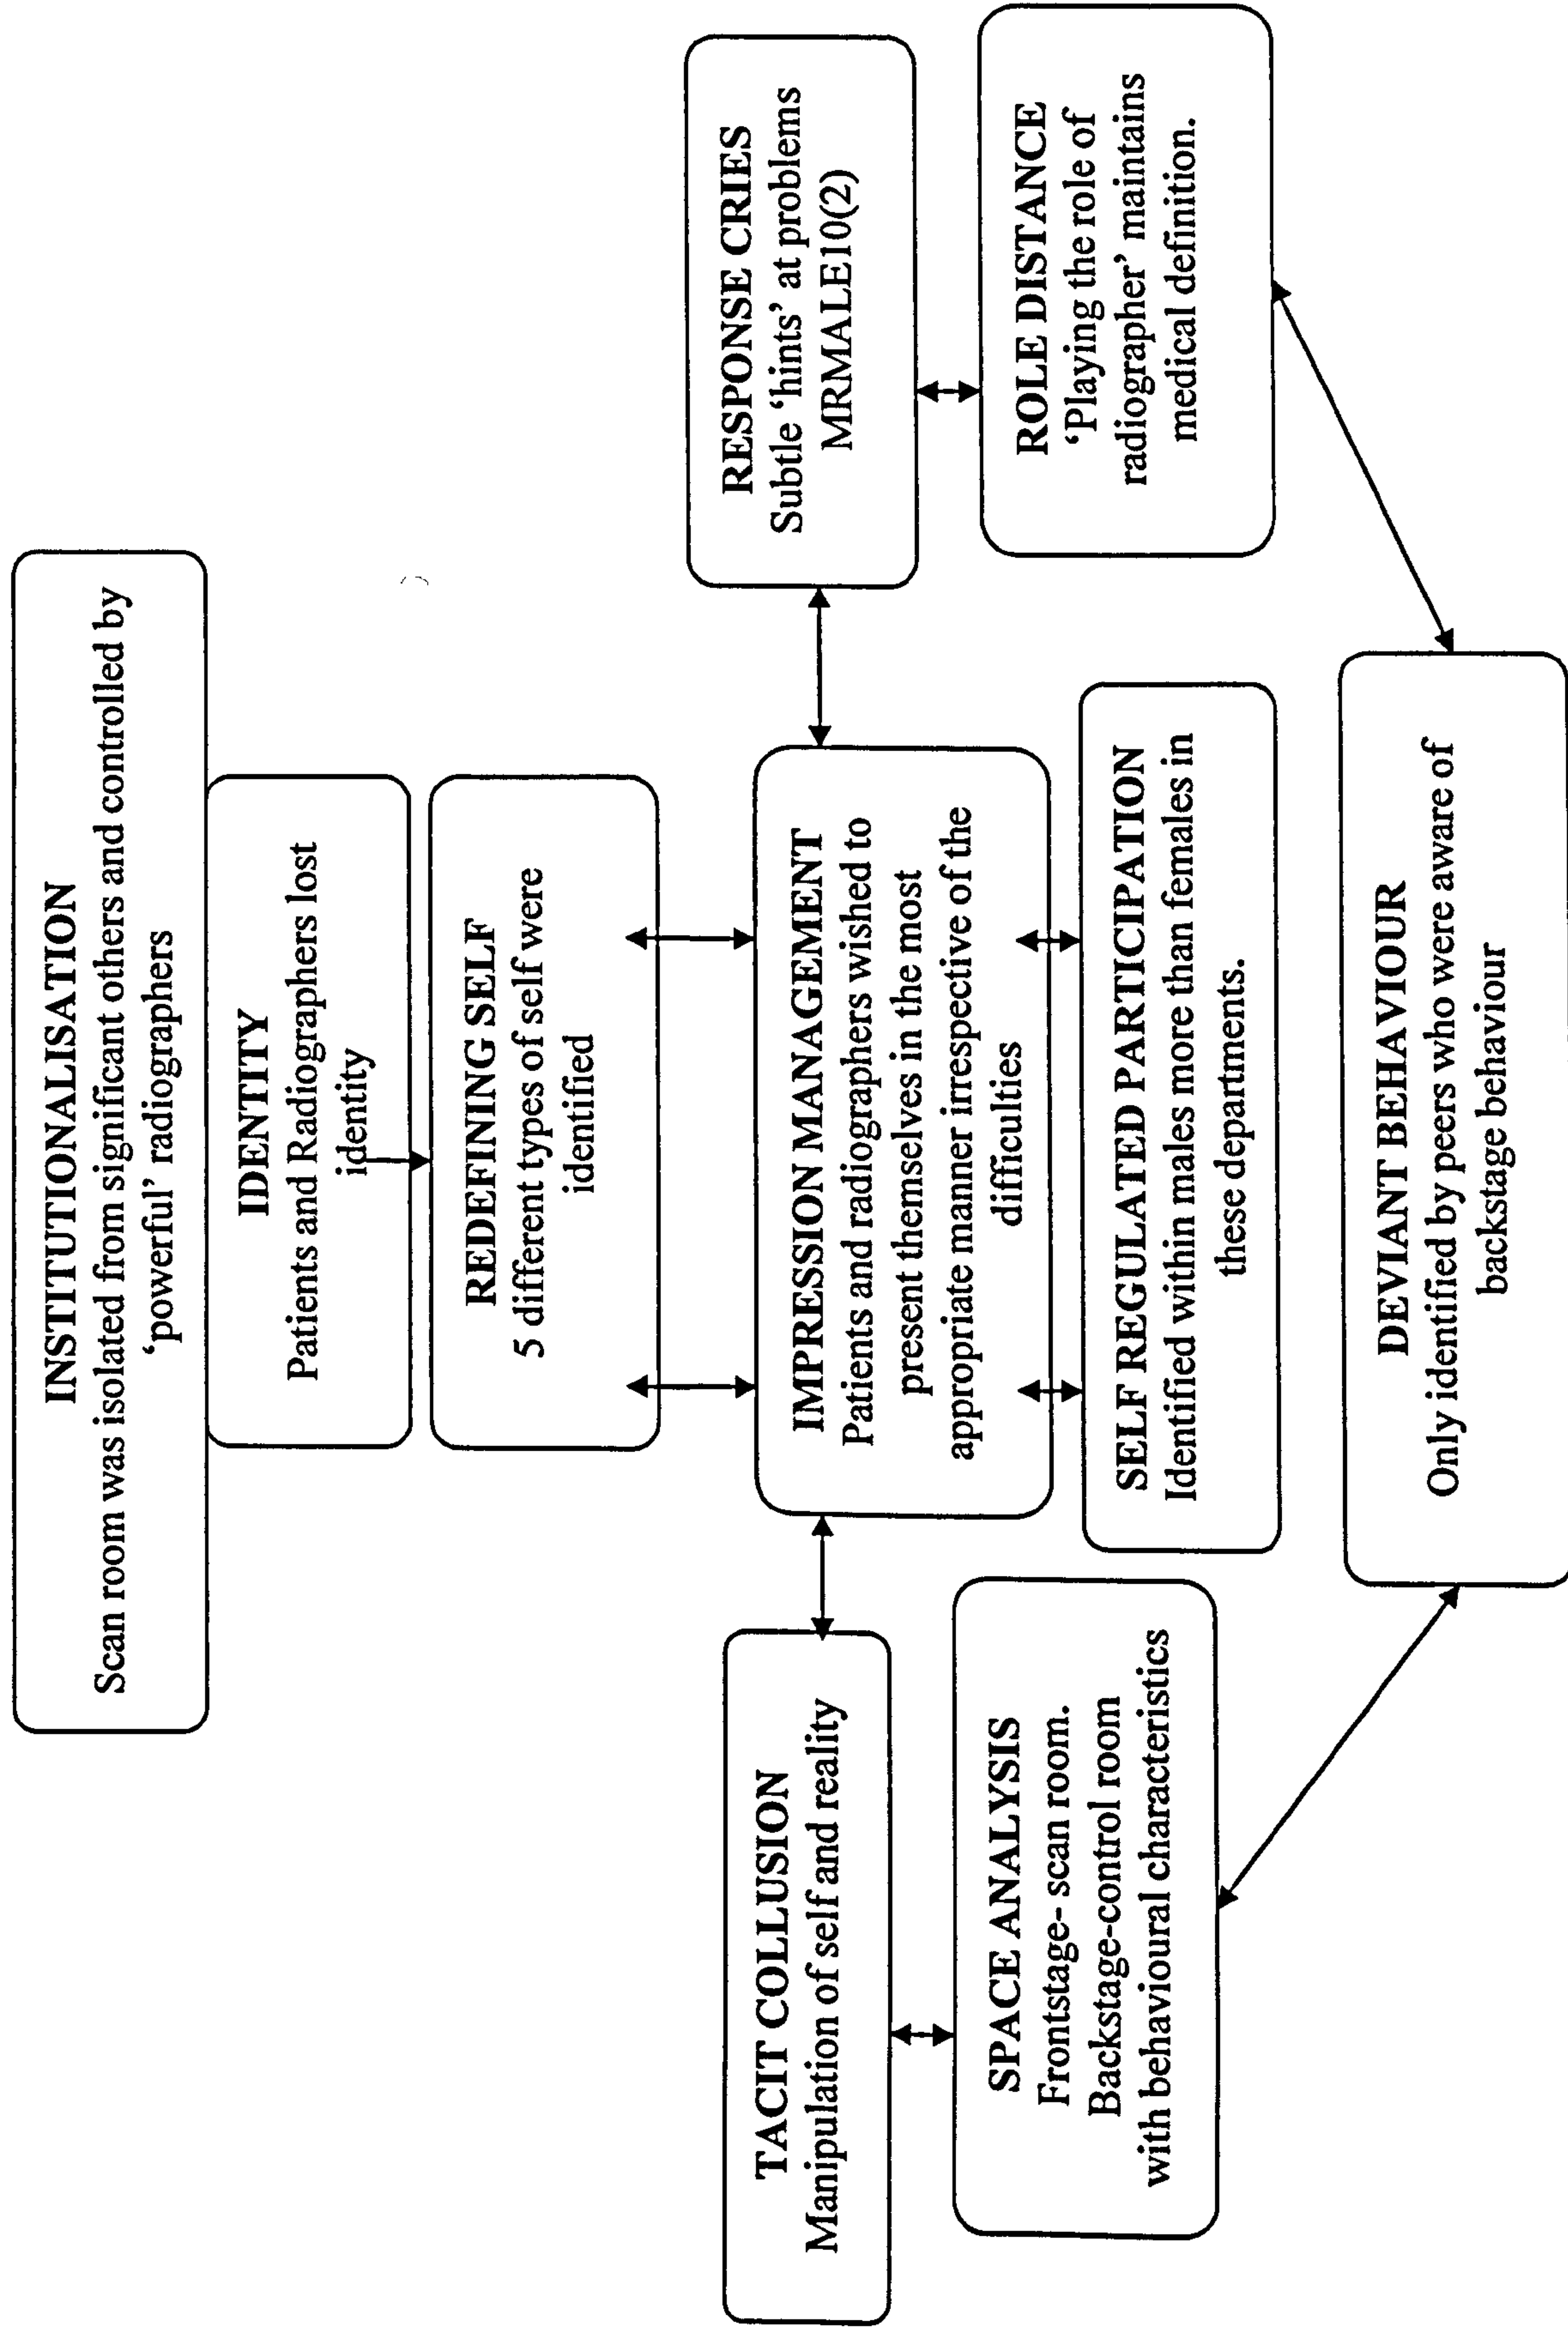 INSTITUTIONALISATION
Scan room was isolated from significant others and controlled by
‘powerful’ radiographers
IDENTITY
Patients and Radiographers lost
identity
REDEFINING SELF
5 different types of self were
identified
TACIT COLLUSION
Manipulation of self and reality
IMPRESSION MANAGEMENT
Patients and radiographers wished to
present themselves in the most
appropriate manner irrespective of the
difficulties
RESPONSE CRIES
Subtle ‘hints’ at problems
MRMALE10(2)
SPACE ANALYSIS
Frontstage- scan room.
Backstage-control room
with behavioural characteristics
SELF REGULATED PARTICIPATION
Identified within males more than females in
these departments.
ROLE DISTANCE
‘Playing the role of
radiographer’ maintains
medical definition.
DEVIANT BEHAVIOUR
Only identified by peers who were aware of
backstage behaviour